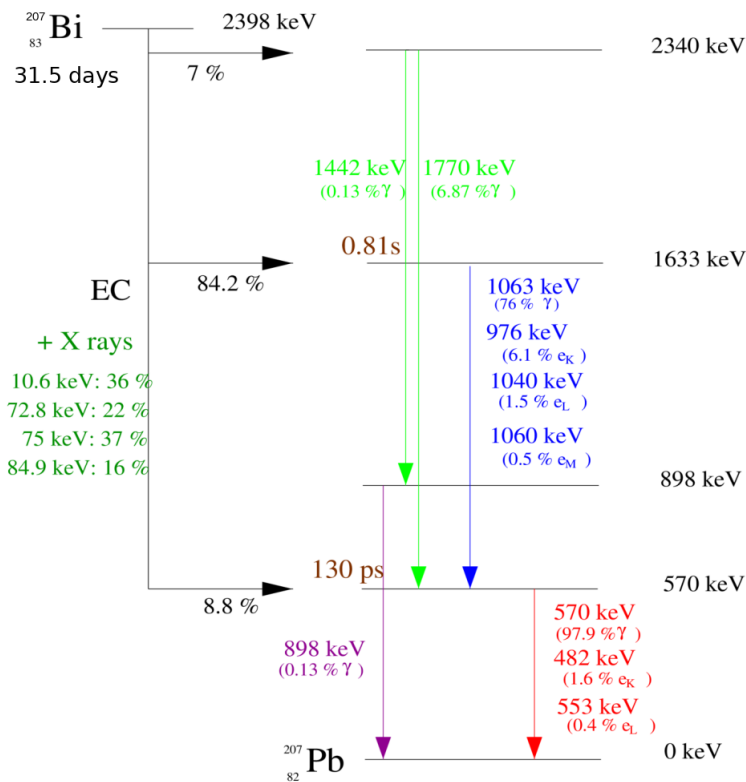 207
83 Bi
2398 keV
31.5 days
7 %
2340 keV
1442 keV
(0.13 %γ )
1770 keV
(6.87 %γ )
0.81s
1633 keV
EC
84.2 %
+ X rays
10.6 keV: 36 %
72.8 keV: 22 %
75 keV: 37 %
84.9 keV: 16 %
1063 keV
(76 % γ)
976 keV
(6.1 % eK )
1040 keV
(1.5 % eL )
1060 keV
(0.5 % eM )
898 keV
130 ps
570 keV
8.8 %
898 keV
(0.13 %γ )
570 keV
(97.9 %γ )
482 keV
(1.6 % eK )
553 keV
(0.4 % eL )
207
82 Pb
0 keV